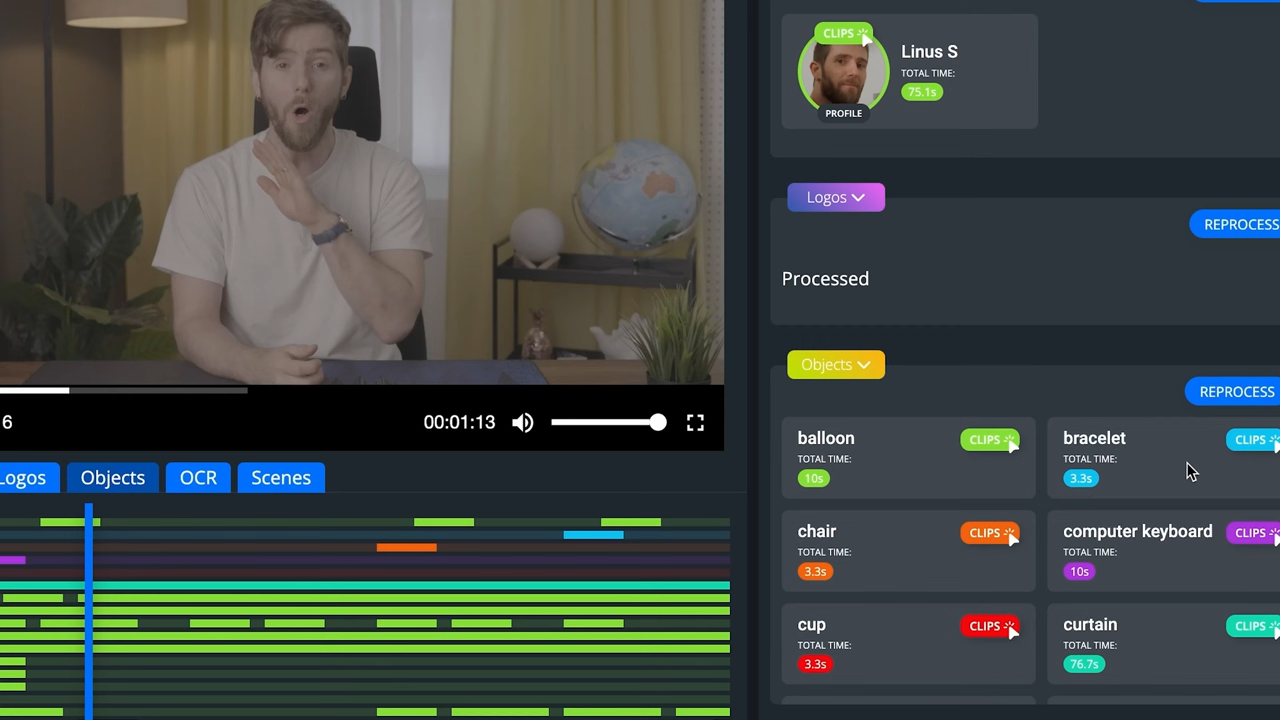 CLIPS
Linus S
TOTAL TIME:
75.1s
PROFILE
Logos
REPROCESS
Processed
Objects
REPROCESS
6
00:01:13
Logos
Objects
OCR
Scenes
balloon
CLIPS
TOTAL TIME:
10s
bracelet
CLIPS
TOTAL TIME:
3.3s
chair
CLIPS
TOTAL TIME:
3.3s
computer keyboard
CLIPS
TOTAL TIME:
10s
cup
CLIPS
TOTAL TIME:
3.3s
curtain
CLIPS
TOTAL TIME:
76.7s